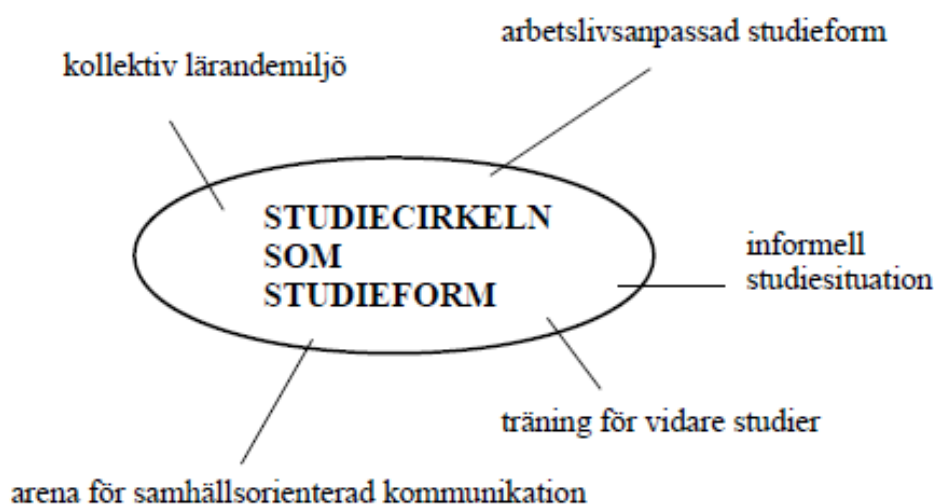 arbetslivsanpassad studieform
kollektiv lärandemiljö
STUDIECIRKELN
SOM
STUDIEFORM
informell
studiesituation
träning för vidare studier
arena för samhällsorienterad kommunikation